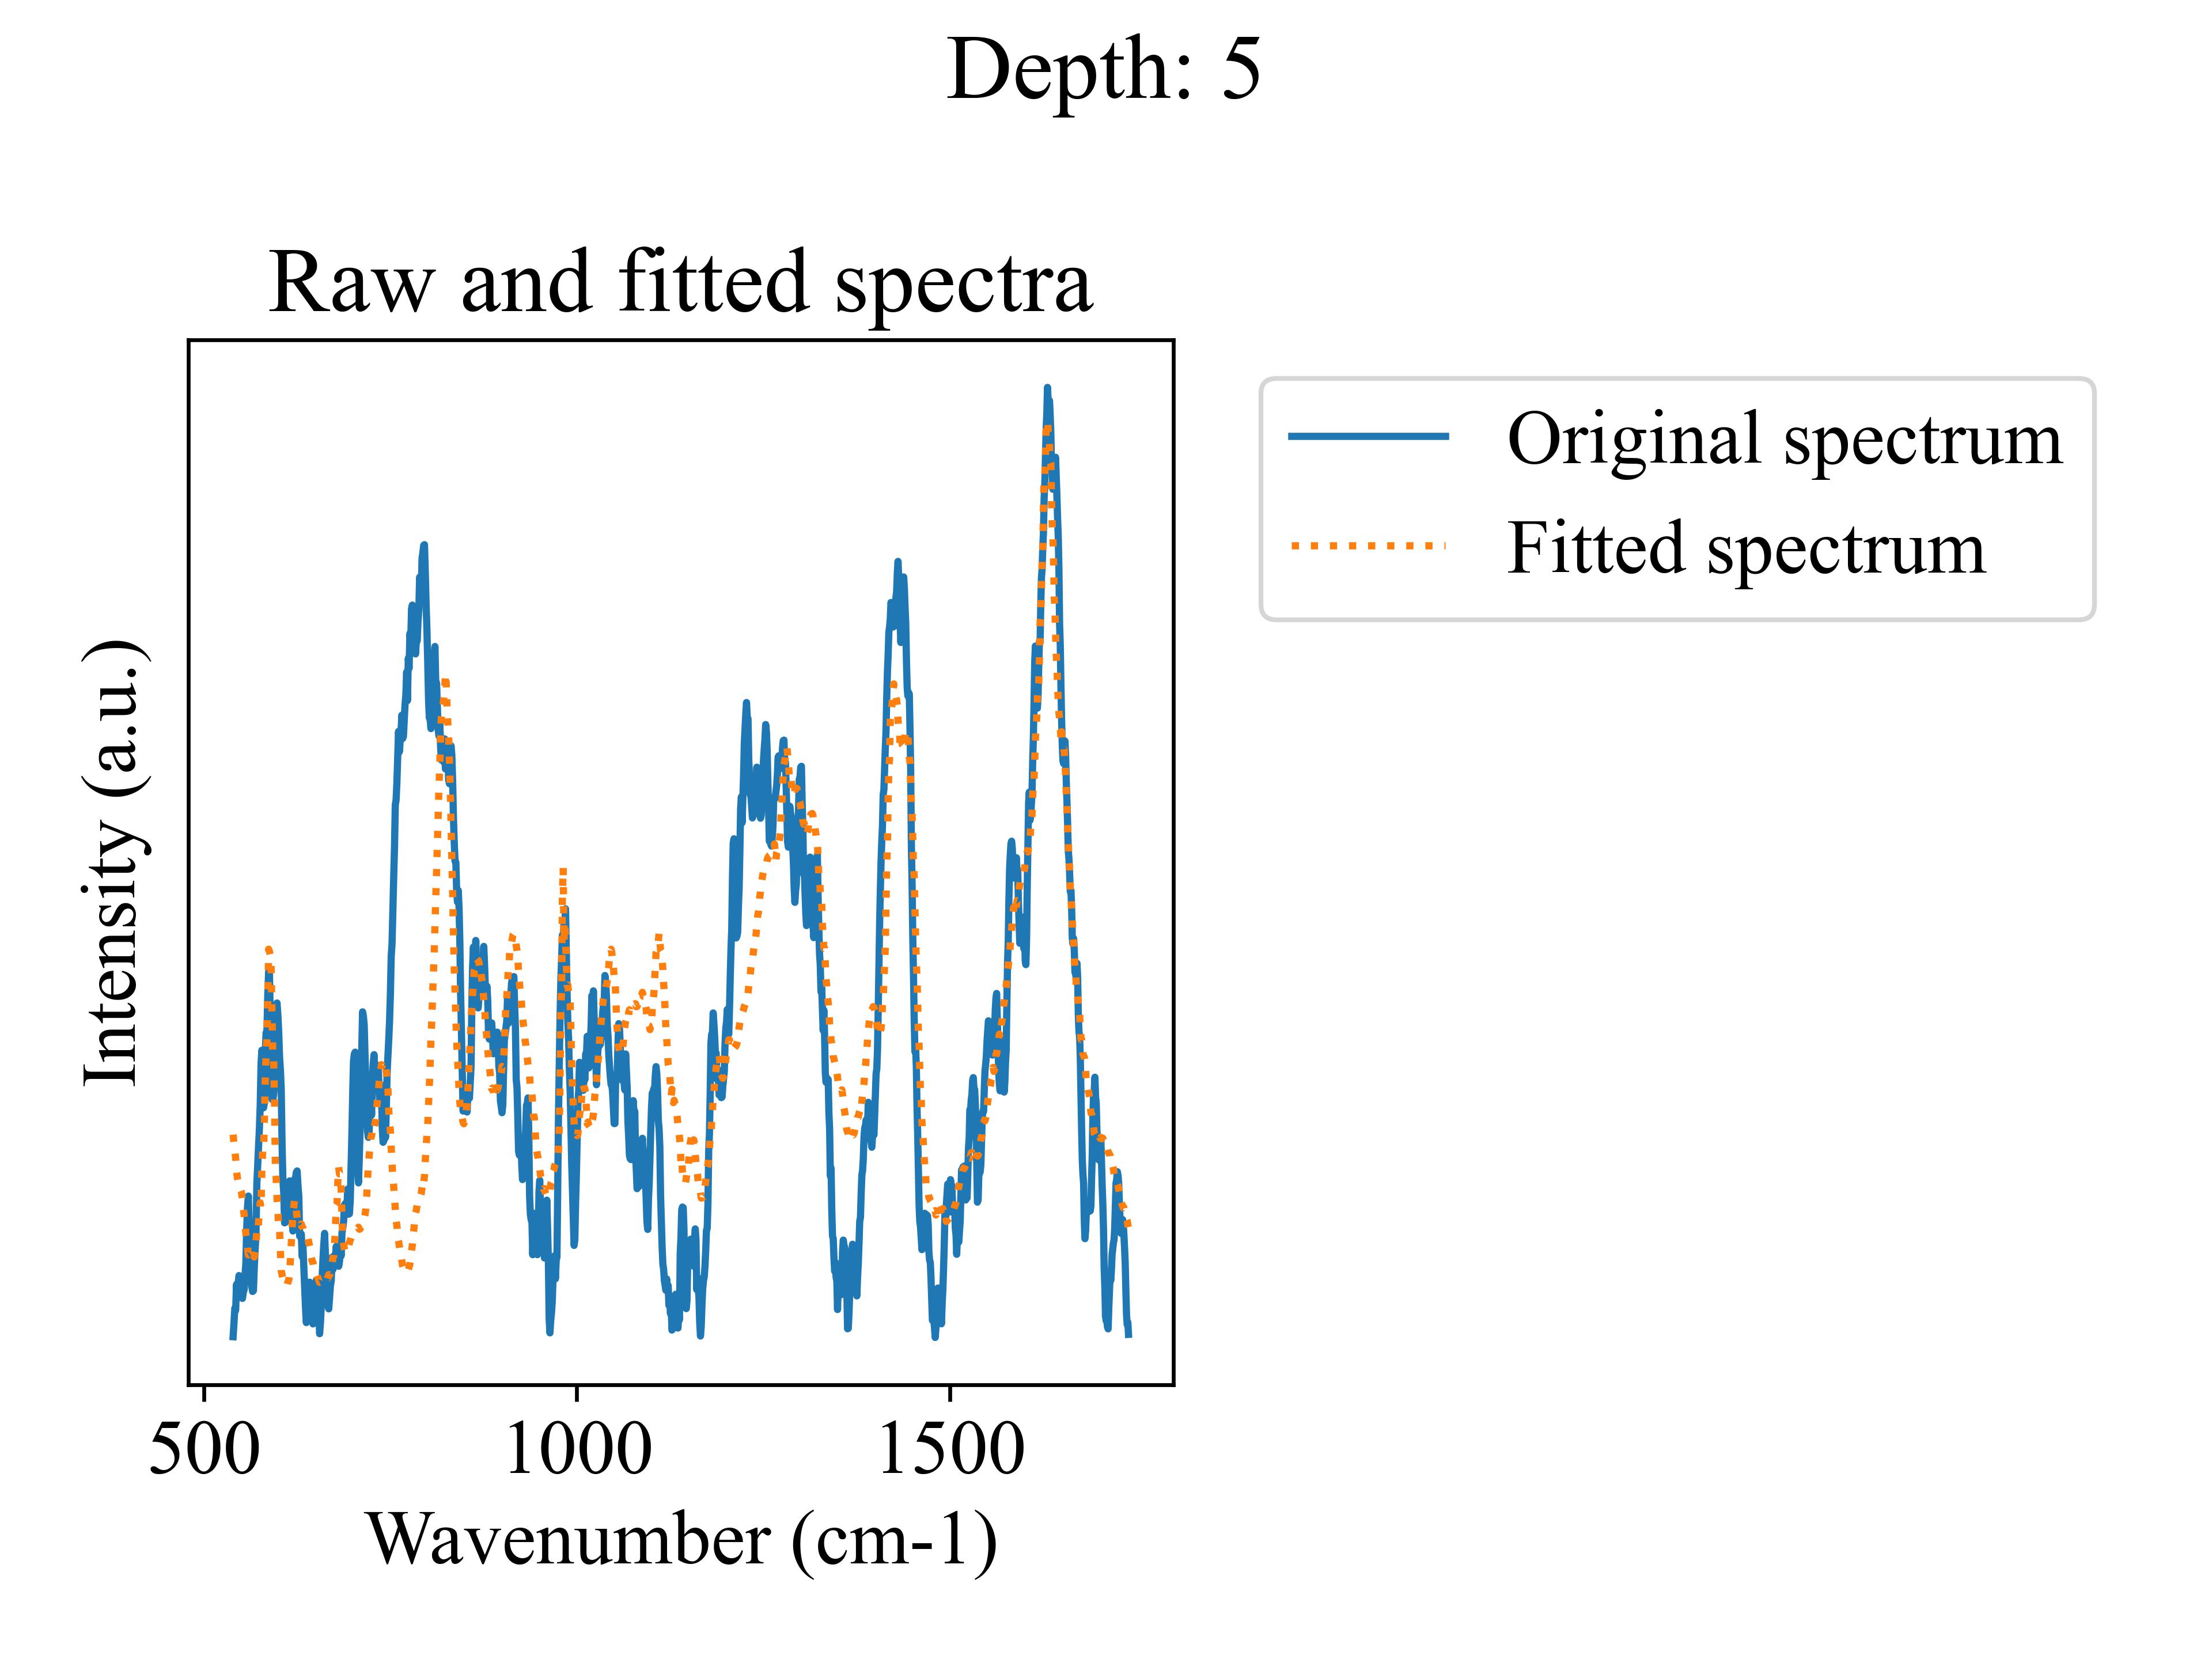 Depth: 5
Raw and fitted spectra
Original spectrum
Fitted spectrum
Intensity (a.u.)
500 1000 1500
Wavenumber (cm-1)